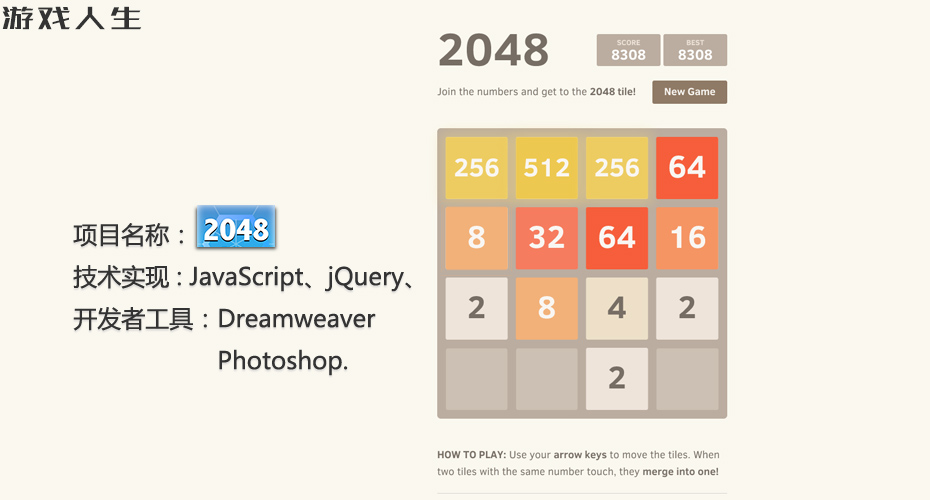 游戏人生
项目名称：2048
技术实现：JavaScript、jQuery、
开发者工具：Dreamweaver
Photoshop.
2048
SCORE
8308
BEST
8308
Join the numbers and get to the 2048 tile!
New Game
256 512 256 64
8 32 64 16
2 8 4 2
2
HOW TO PLAY: Use your arrow keys to move the tiles. When
two tiles with the same number touch, they merge into one!